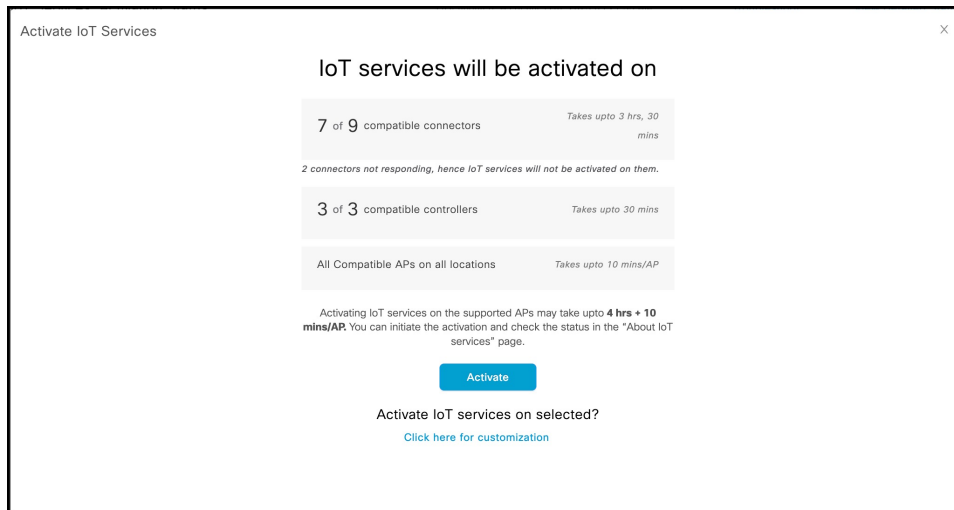 Activate IoT Services
X
IoT services will be activated on
7 of 9 compatible connectors
Takes upto 3 hrs, 30
mins
2 connectors not responding, hence IoT services will not be activated on them.
3 of 3 compatible controllers
Takes upto 30 mins
All Compatible APs on all locations
Takes upto 10 mins/AP
Activating IoT services on the supported APs may take upto 4 hrs + 10
mins/AP. You can initiate the activation and check the status in the "About IoT
services" page.
Activate
Activate IoT services on selected?
Click here for customization